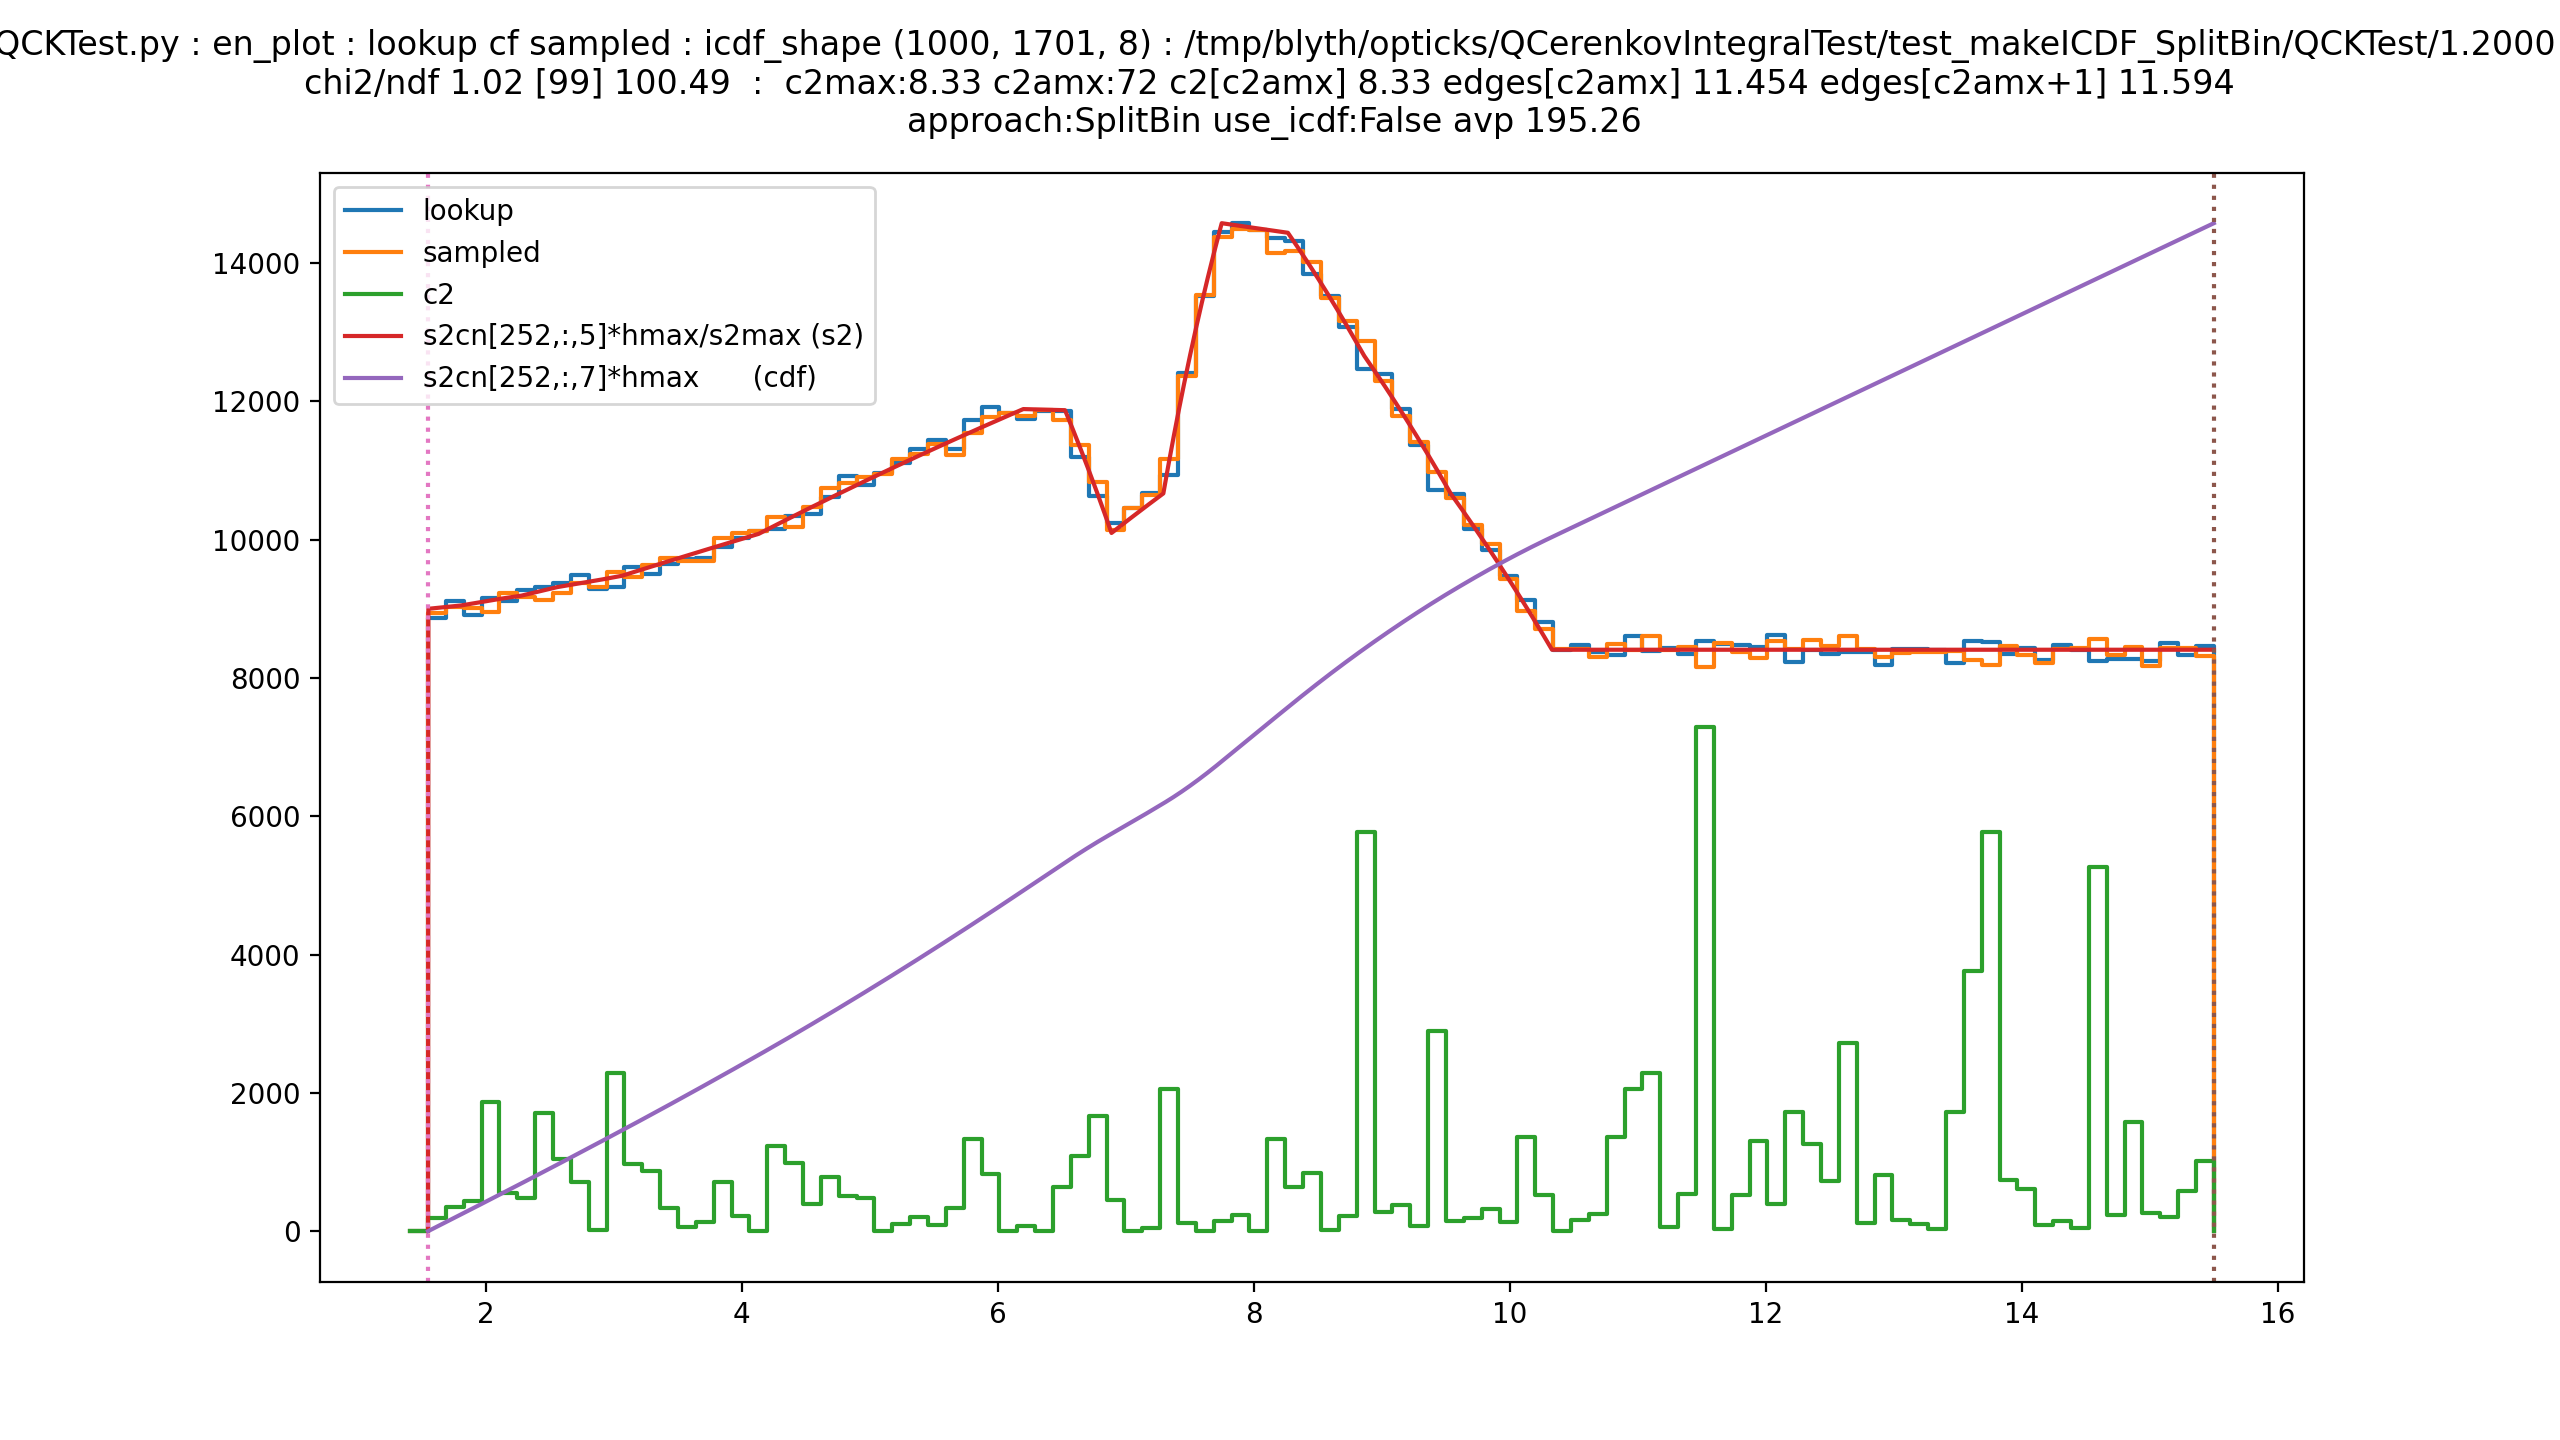 QCKTest.py : en_plot : lookup cf sampled : icdf_shape (1000, 1701, 8) : /tmp/blyth/opticks/QCerenkovIntegralTest/test_makeICDF_SplitBin/QCKTest/1.2000
chi2/ndf 1.02 [99] 100.49 : c2max:8.33 c2amx:72 c2[c2amx] 8.33 edges[c2amx] 11.454 edges[c2amx+1] 11.594
approach:SplitBin use_icdf:False avp 195.26
lookup
sampled
c2
s2cn[252,:,5]*hmax/s2max (s2)
s2cn[252,:,7]*hmax (cdf)
14000
12000
10000
8000
6000
4000
2000
0
2 4 6 8 10 12 14 16